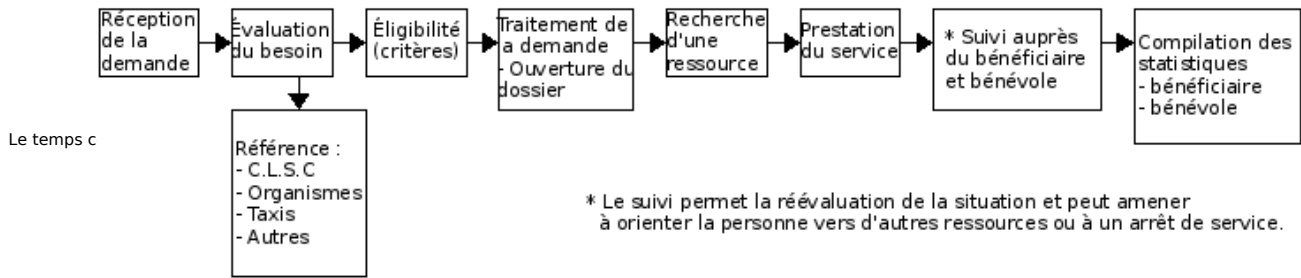 Réception
de la
demande
Évaluation
du besoin
Éligibilité
(critères)
Traitement de
la demande
- Ouverture du
dossier
Recherche
d'une
ressource
Prestation
du service
* Suivi auprès
du bénéficiaire
et bénévole
Compilation des
statistiques
- bénéficiaire
- bénévole
Référence :
- C.L.S.C
- Organismes
- Taxis
- Autres
Le temps c
* Le suivi permet la réévaluation de la situation et peut amener
à orienter la personne vers d'autres ressources ou à un arrêt de service.